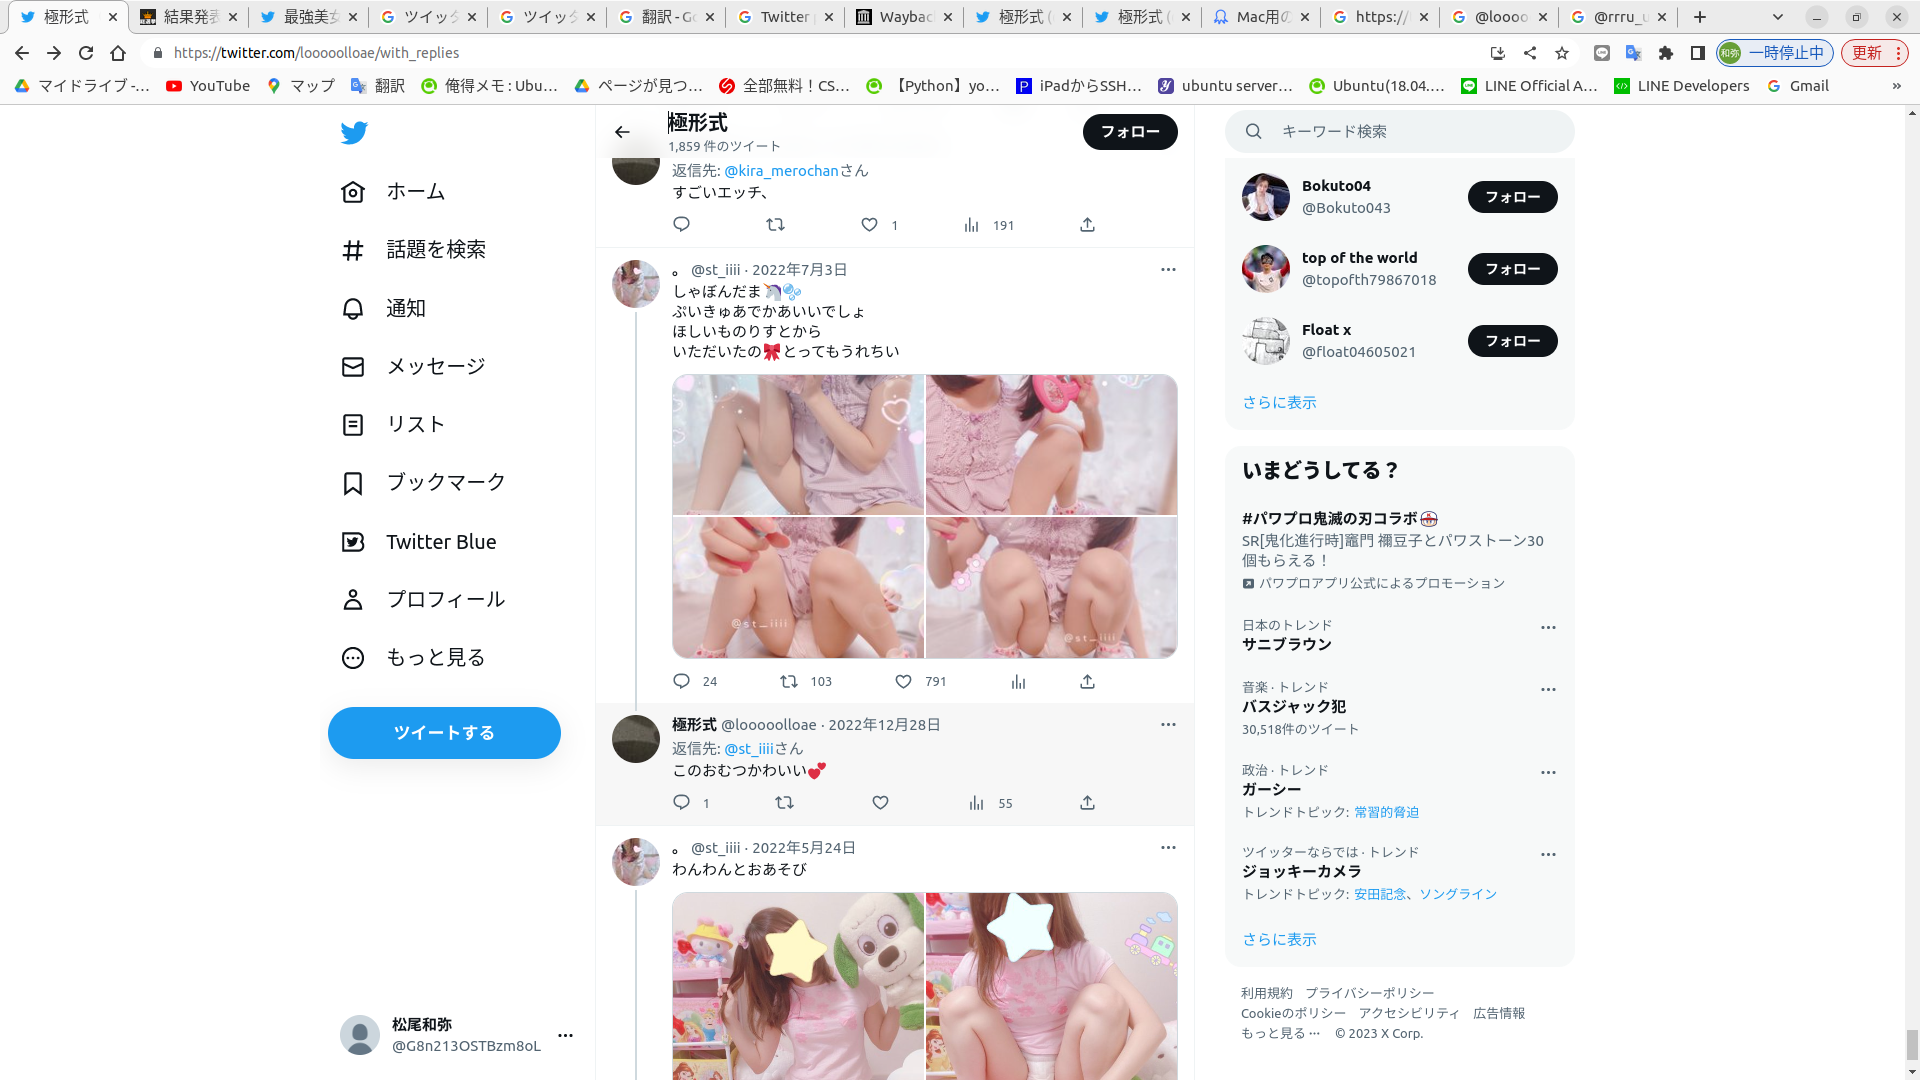 極形式
結果発表
最強美女
ツイッタ
ツイッタ
翻訳 - Go
Twitter
Wayback
極形式 (
極形式 (
Mac用の
https://
@loooo
@rrru_u
https://twitter.com/looooolloae/with_replies
和弥
一時停止中
更新
マイドライブ -...
YouTube
マップ
翻訳
俺得メモ : Ubu...
ページが見つ...
全部無料！CS...
【Python】yo...
iPadからSSH...
ubuntu server...
Ubuntu(18.04....
LINE Official A...
LINE Developers
Gmail
»
ホーム
話題を検索
通知
メッセージ
リスト
ブックマーク
Twitter Blue
プロフィール
もっと見る
ツイートする
松尾和弥
@G8n213OSTBzm8oL
極形式
1,859 件のツイート
フォロー
返信先: @kira_merochanさん
すごいエッチ、
1
191
。 @st_iiii · 2022年7月3日
しゃぼんだま🦄🫧
ぷいきゅあでかあいいでしょ
ほしいものりすとから
いただいたの🎀とってもうれちい
@st_iiii
@st_iiii
24
103
791
極形式 @looooolloae · 2022年12月28日
返信先: @st_iiiiさん
このおむつかわいい💕
1
55
。 @st_iiii · 2022年5月24日
わんわんとおあそび
キーワード検索
Bokuto04
@Bokuto043
フォロー
top of the world
@topofth79867018
フォロー
Float x
@float04605021
フォロー
さらに表示
いまどうしてる？
#パワプロ鬼滅の刃コラボ
SR[鬼化進行時]竈門 禰豆子とパワストーン30
個もらえる！
パワプロアプリ公式によるプロモーション
日本のトレンド
サニブラウン
音楽 · トレンド
バスジャック犯
30,518件のツイート
政治 · トレンド
ガーシー
トレンドトピック: 常習的脅迫
ツイッターならでは · トレンド
ジョッキーカメラ
トレンドトピック: 安田記念、ソングライン
さらに表示
利用規約 プライバシーポリシー
Cookieのポリシー アクセシビリティ 広告情報
もっと見る ··· © 2023 X Corp.